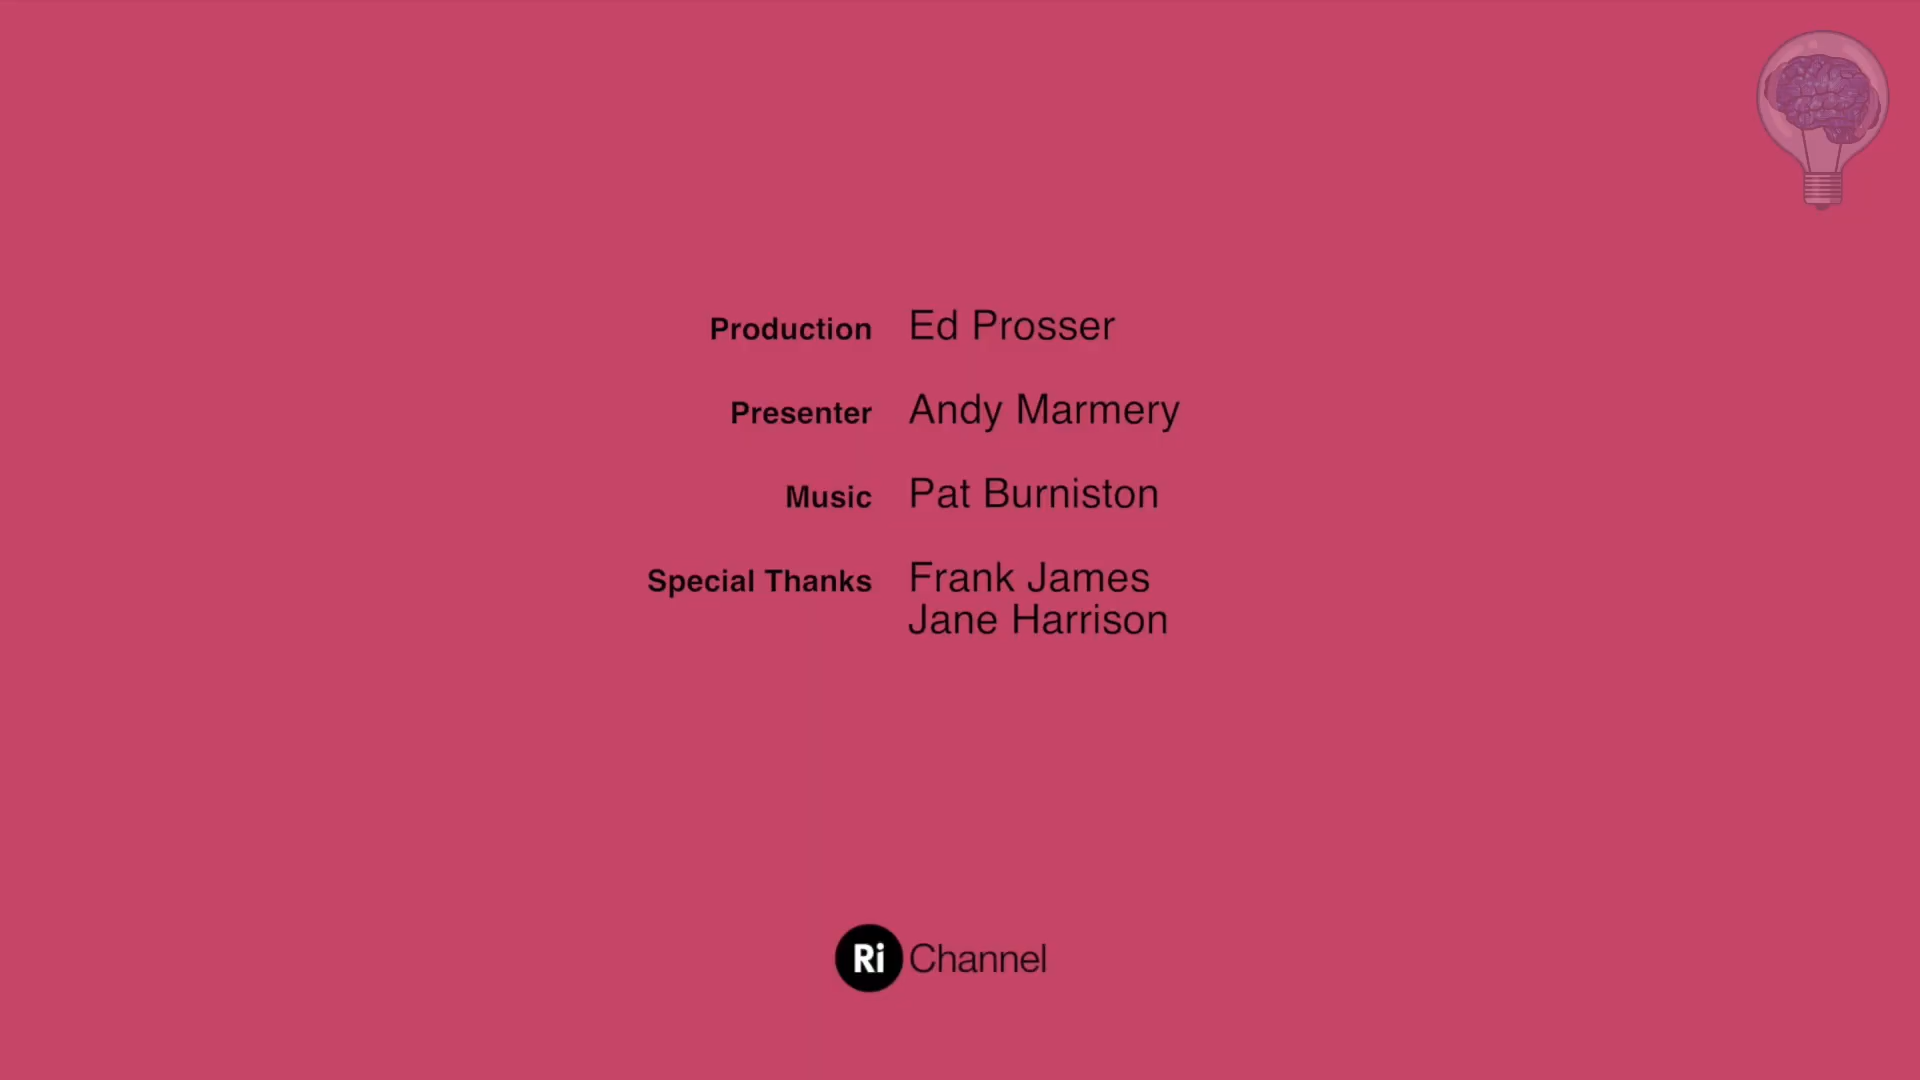 Production Ed Prosser
Presenter Andy Marmery
Music Pat Burniston
Special Thanks Frank James
Jane Harrison
Ri Channel